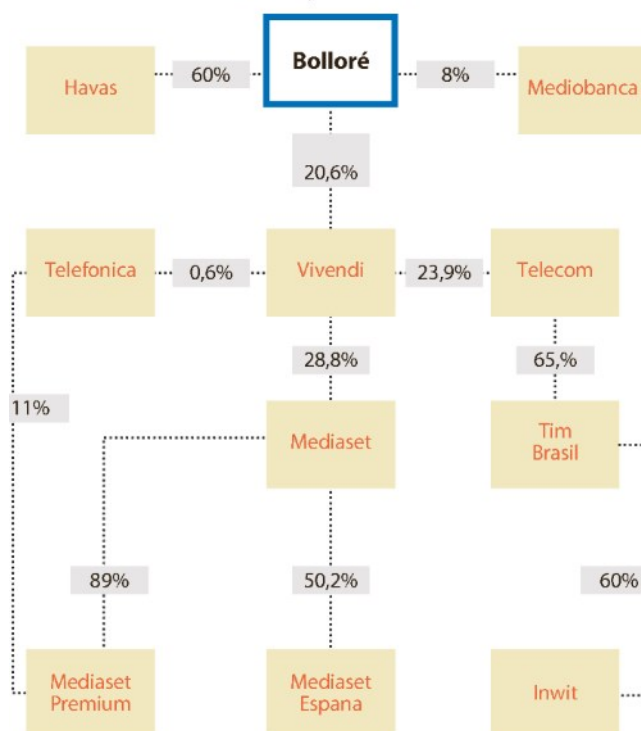 Bolloré
Havas
60%
8%
Mediobanca
20,6%
Telefonica
0,6%
Vivendi
23,9%
Telecom
28,8%
65,%
11%
Mediaset
Tim
Brasil
89%
50,2%
60%
Mediaset
Premium
Mediaset
Espana
Inwit